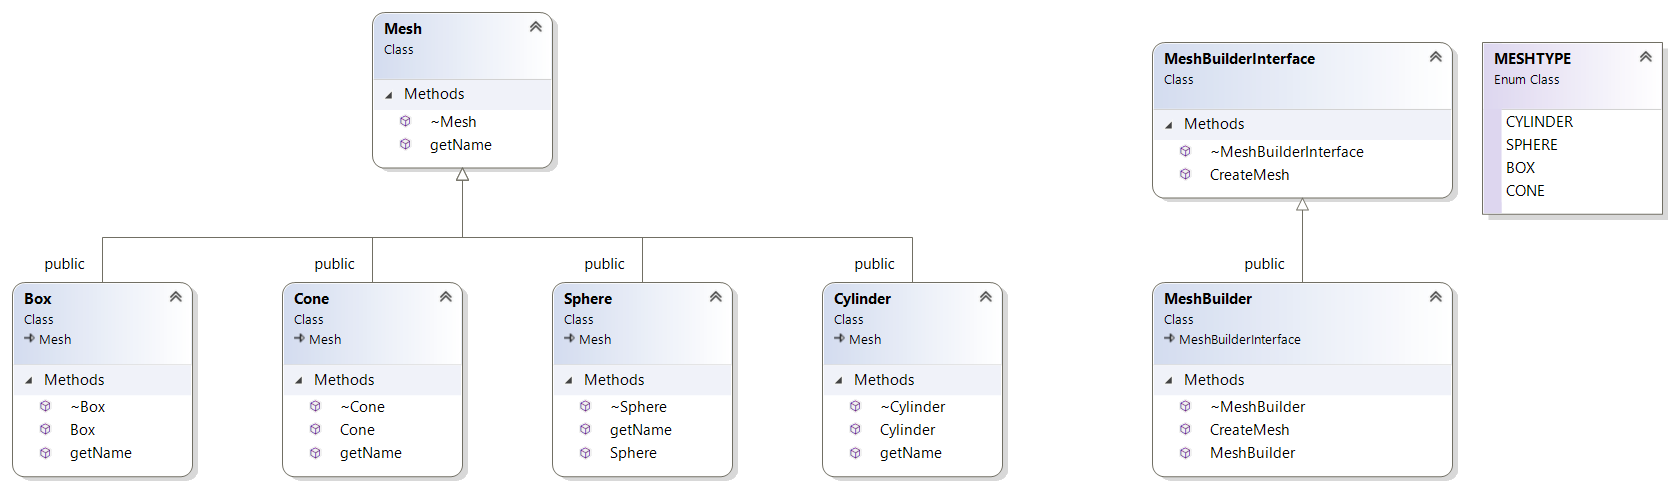 Mesh
Class
Methods
~Mesh
getName
MeshBuilderInterface
Class
Methods
~MeshBuilderInterface
CreateMesh
MESHTYPE
Enum Class
CYLINDER
SPHERE
BOX
CONE
public
public
public
public
public
Box
Class
Mesh
Methods
~Box
Box
getName
Cone
Class
Mesh
Methods
~Cone
Cone
getName
Sphere
Class
Mesh
Methods
~Sphere
getName
Sphere
Cylinder
Class
Mesh
Methods
~Cylinder
Cylinder
getName
MeshBuilder
Class
MeshBuilderInterface
Methods
~MeshBuilder
CreateMesh
MeshBuilder